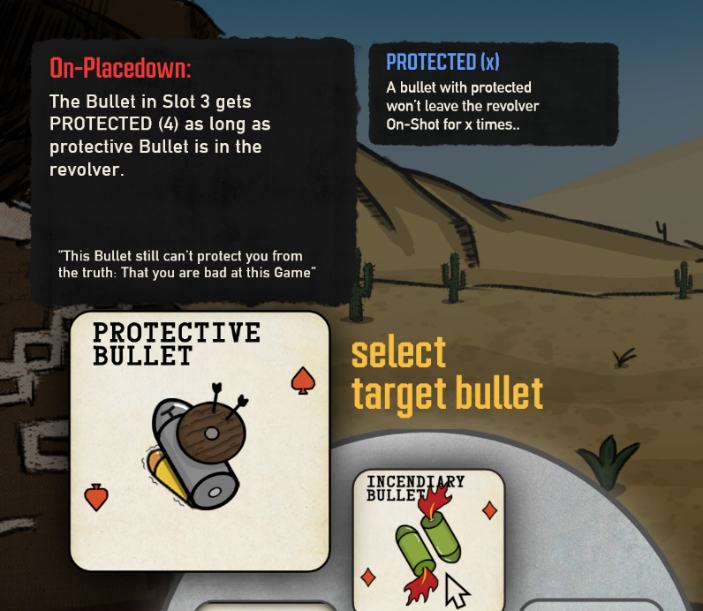 On-Placedown:
The Bullet in Slot 3 gets
PROTECTED (4) as long as
protective Bullet is in the
revolver.
"This Bullet still can't protect you from
the truth: That you are bad at this Game"
PROTECTED (x)
A bullet with protected
won't leave the revolver
On-Shot for x times..
PROTECTIVE
BULLET
select
target bullet
INCENDIARY
BULLET